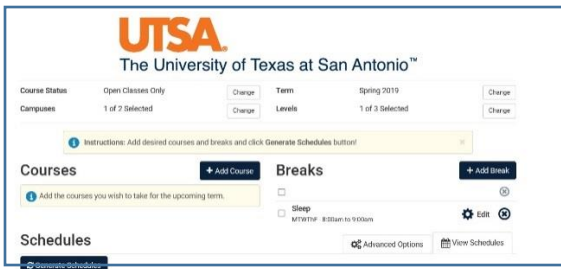 UTSA.
The University of Texas at San Antonio™
Course Status Open Classes Only Change Term Spring 2019 Change
Campuses 1 of 2 Selected Change Levels 1 of 3 Selected Change
Instructions: Add desired courses and breaks and click Generate Schedules button!
Courses + Add Course Breaks + Add Break
Add the courses you wish to take for the upcoming term.
Sleep
MTWThF 8:00am to 9:00am Edit
Schedules Advanced Options View Schedules
Generate Schedules